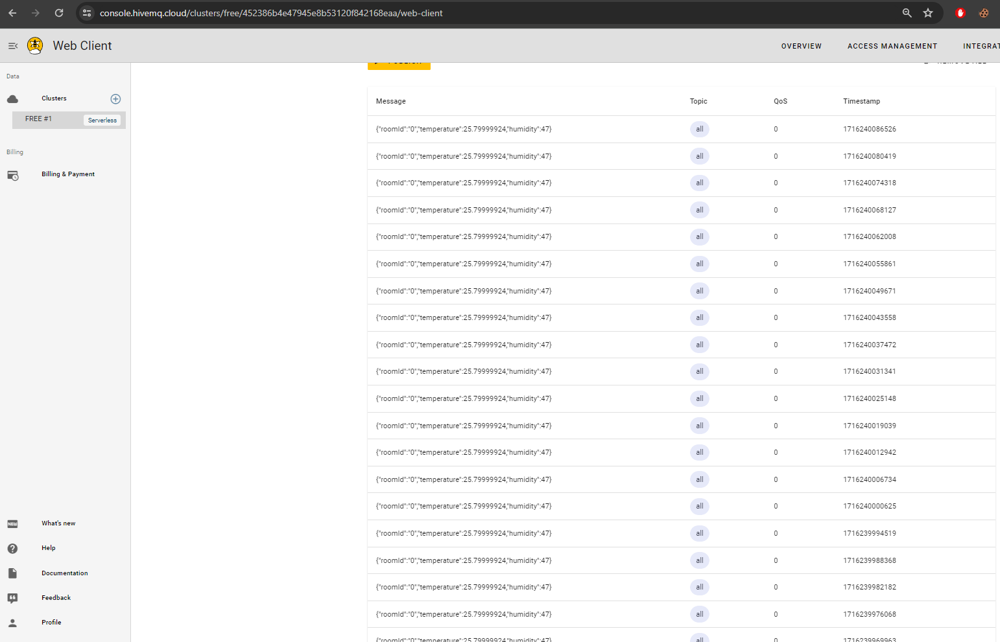 console.hivemq.cloud/clusters/free/452386b4e47945e8b53120f842168eaa/web-client
Web Client
OVERVIEW
ACCESS MANAGEMENT
INTEGRAT
Data
Clusters
FREE #1
Serverless
Billing
Billing & Payment
What's new
Help
Documentation
Feedback
Profile
PUBLISH
REMOVE ALL
Message Topic QoS Timestamp
{"roomId":"0","temperature":25.79999924,"humidity":47} all 0 1716240086526
{"roomId":"0","temperature":25.79999924,"humidity":47} all 0 1716240080419
{"roomId":"0","temperature":25.79999924,"humidity":47} all 0 1716240074318
{"roomId":"0","temperature":25.79999924,"humidity":47} all 0 1716240068127
{"roomId":"0","temperature":25.79999924,"humidity":47} all 0 1716240062008
{"roomId":"0","temperature":25.79999924,"humidity":47} all 0 1716240055861
{"roomId":"0","temperature":25.79999924,"humidity":47} all 0 1716240049671
{"roomId":"0","temperature":25.79999924,"humidity":47} all 0 1716240043558
{"roomId":"0","temperature":25.79999924,"humidity":47} all 0 1716240037472
{"roomId":"0","temperature":25.79999924,"humidity":47} all 0 1716240031341
{"roomId":"0","temperature":25.79999924,"humidity":47} all 0 1716240025148
{"roomId":"0","temperature":25.79999924,"humidity":47} all 0 1716240019039
{"roomId":"0","temperature":25.79999924,"humidity":47} all 0 1716240012942
{"roomId":"0","temperature":25.79999924,"humidity":47} all 0 1716240006734
{"roomId":"0","temperature":25.79999924,"humidity":47} all 0 1716240000625
{"roomId":"0","temperature":25.79999924,"humidity":47} all 0 1716239994519
{"roomId":"0","temperature":25.79999924,"humidity":47} all 0 1716239988368
{"roomId":"0","temperature":25.79999924,"humidity":47} all 0 1716239982182
{"roomId":"0","temperature":25.79999924,"humidity":47} all 0 1716239976068
{"roomId":"0","temperature":25.79999924,"humidity":47} all 0 1716239969963